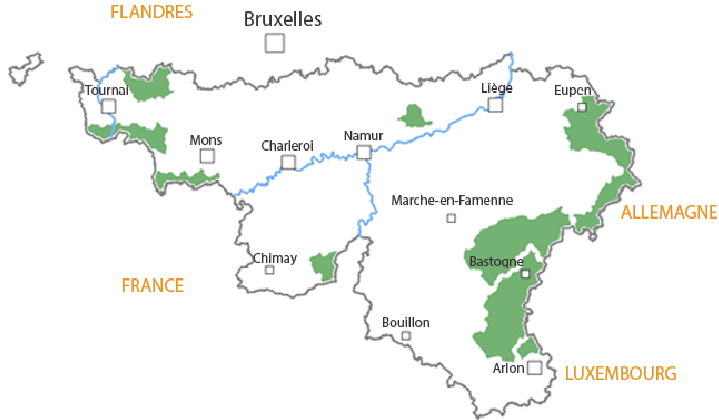 FLANDRES
Bruxelles
Tournai
Liège
Eupen
Mons
Charleroi
Namur
Marche-en-Famenne
ALLEMAGNE
Chimay
Bastogne
FRANCE
Bouillon
Arlon
LUXEMBOURG